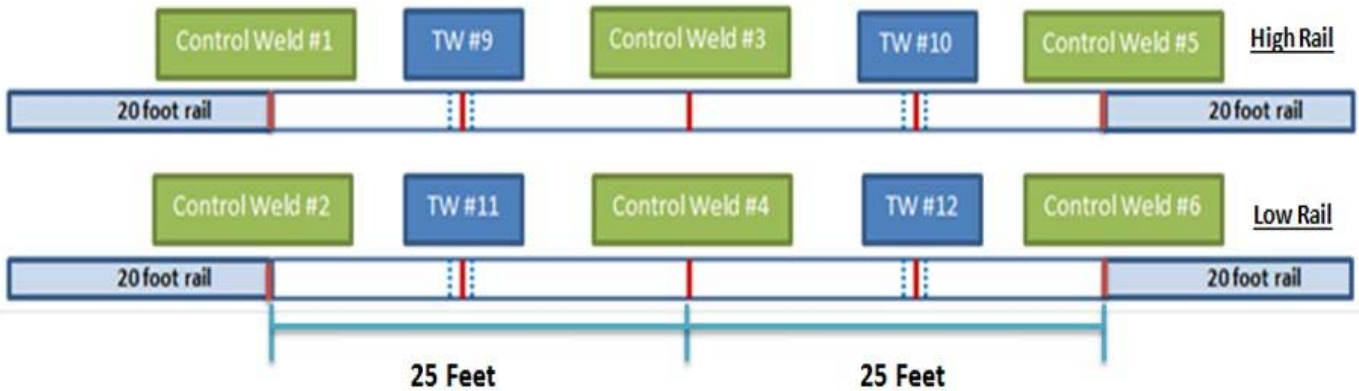 Control Weld #1
TW #9
Control Weld #3
TW #10
Control Weld #5
High Rail
20 foot rail
20 foot rail
Control Weld #2
TW #11
Control Weld #4
TW #12
Control Weld #6
Low Rail
20 foot rail
20 foot rail
25 Feet
25 Feet